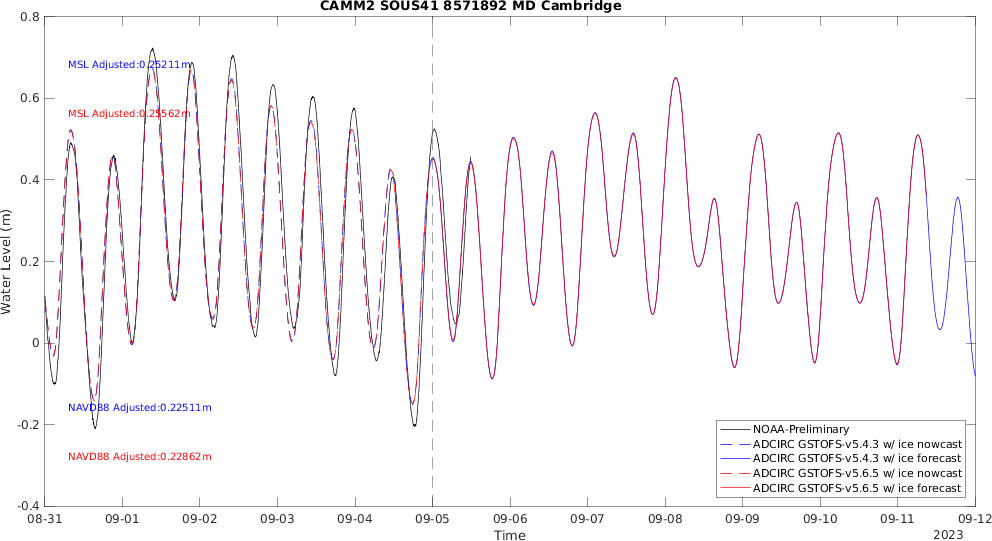 CAMM2 SOUS41 8571892 MD Cambridge
0.8
0.6
0.4
0.2
0
-0.2
-0.4
Water Level (m)
MSL Adjusted:0.25211m
MSL Adjusted:0.25562m
NAVD88 Adjusted:0.22511m
NAVD88 Adjusted:0.22862m
NOAA-Preliminary
ADCIRC GSTOFS-v5.4.3 w/ ice nowcast
ADCIRC GSTOFS-v5.4.3 w/ ice forecast
ADCIRC GSTOFS-v5.6.5 w/ ice nowcast
ADCIRC GSTOFS-v5.6.5 w/ ice forecast
08-31 09-01 09-02 09-03 09-04 09-05 09-06 09-07 09-08 09-09 09-10 09-11 09-12
Time
2023